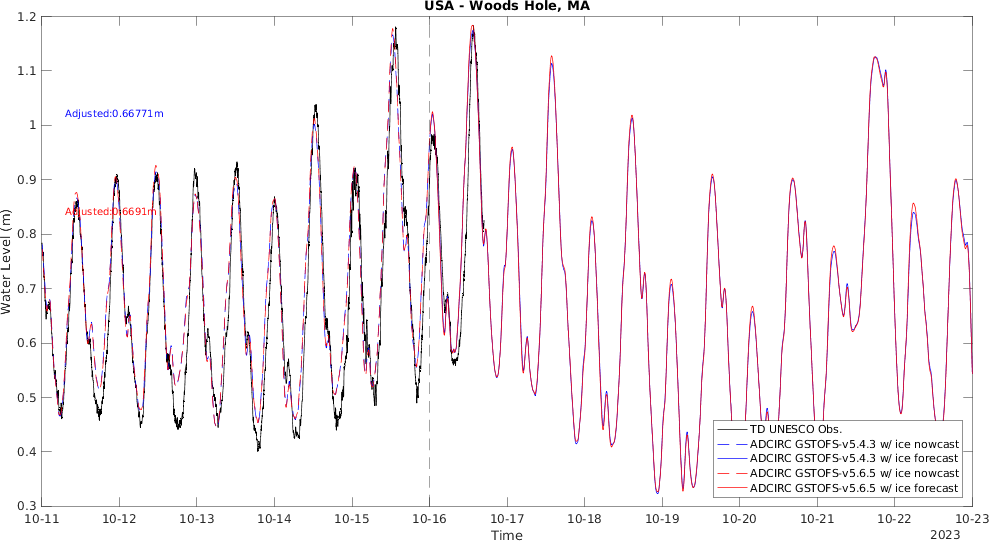 USA - Woods Hole, MA
1.2
1.1
1
0.9
0.8
0.7
0.6
0.5
0.4
0.3
Water Level (m)
Adjusted:0.66771m
Adjusted:0.6691m
TD UNESCO Obs.
ADCIRC GSTOFS-v5.4.3 w/ ice nowcast
ADCIRC GSTOFS-v5.4.3 w/ ice forecast
ADCIRC GSTOFS-v5.6.5 w/ ice nowcast
ADCIRC GSTOFS-v5.6.5 w/ ice forecast
10-11 10-12 10-13 10-14 10-15 10-16 10-17 10-18 10-19 10-20 10-21 10-22 10-23
Time
2023